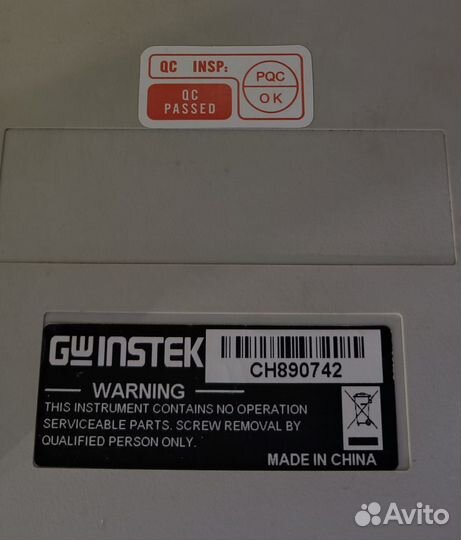 QC INSP:
QC
PASSED
PQC
OK
GWINSTEK
CH890742
WARNING
THIS INSTRUMENT CONTAINS NO OPERATION
SERVICEABLE PARTS. SCREW REMOVAL BY
QUALIFIED PERSON ONLY.
MADE IN CHINA
Avito